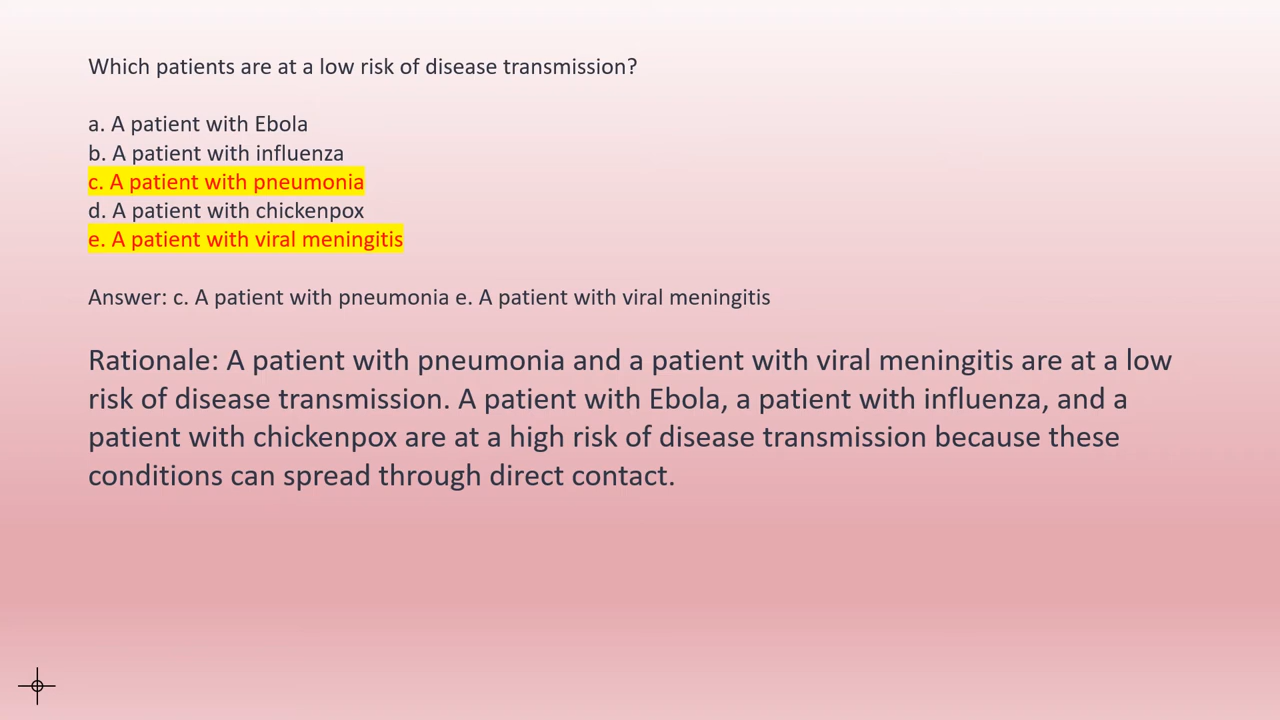 Which patients are at a low risk of disease transmission?
a. A patient with Ebola
b. A patient with influenza
c. A patient with pneumonia
d. A patient with chickenpox
e. A patient with viral meningitis
Answer: c. A patient with pneumonia e. A patient with viral meningitis
Rationale: A patient with pneumonia and a patient with viral meningitis are at a low
risk of disease transmission. A patient with Ebola, a patient with influenza, and a
patient with chickenpox are at a high risk of disease transmission because these
conditions can spread through direct contact.